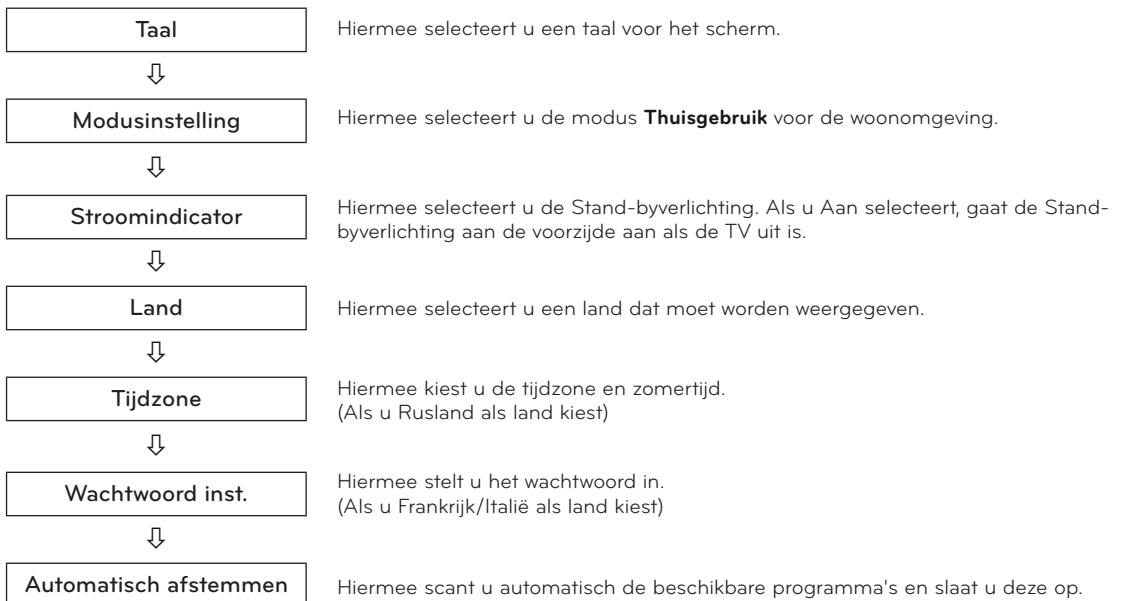 Taal
Hiermee selecteert u een taal voor het scherm.
⇩
Modusinstelling
Hiermee selecteert u de modus Thuisgebruik voor de woonomgeving.
⇩
Stroomindicator
Hiermee selecteert u de Stand-byverlichting. Als u Aan selecteert, gaat de Stand-
byverlichting aan de voorzijde aan als de TV uit is.
⇩
Land
Hiermee selecteert u een land dat moet worden weergegeven.
⇩
Tijdzone
Hiermee kiest u de tijdzone en zomertijd.
(Als u Rusland als land kiest)
⇩
Wachtwoord inst.
Hiermee stelt u het wachtwoord in.
(Als u Frankrijk/Italië als land kiest)
⇩
Automatisch afstemmen
Hiermee scant u automatisch de beschikbare programma's en slaat u deze op.